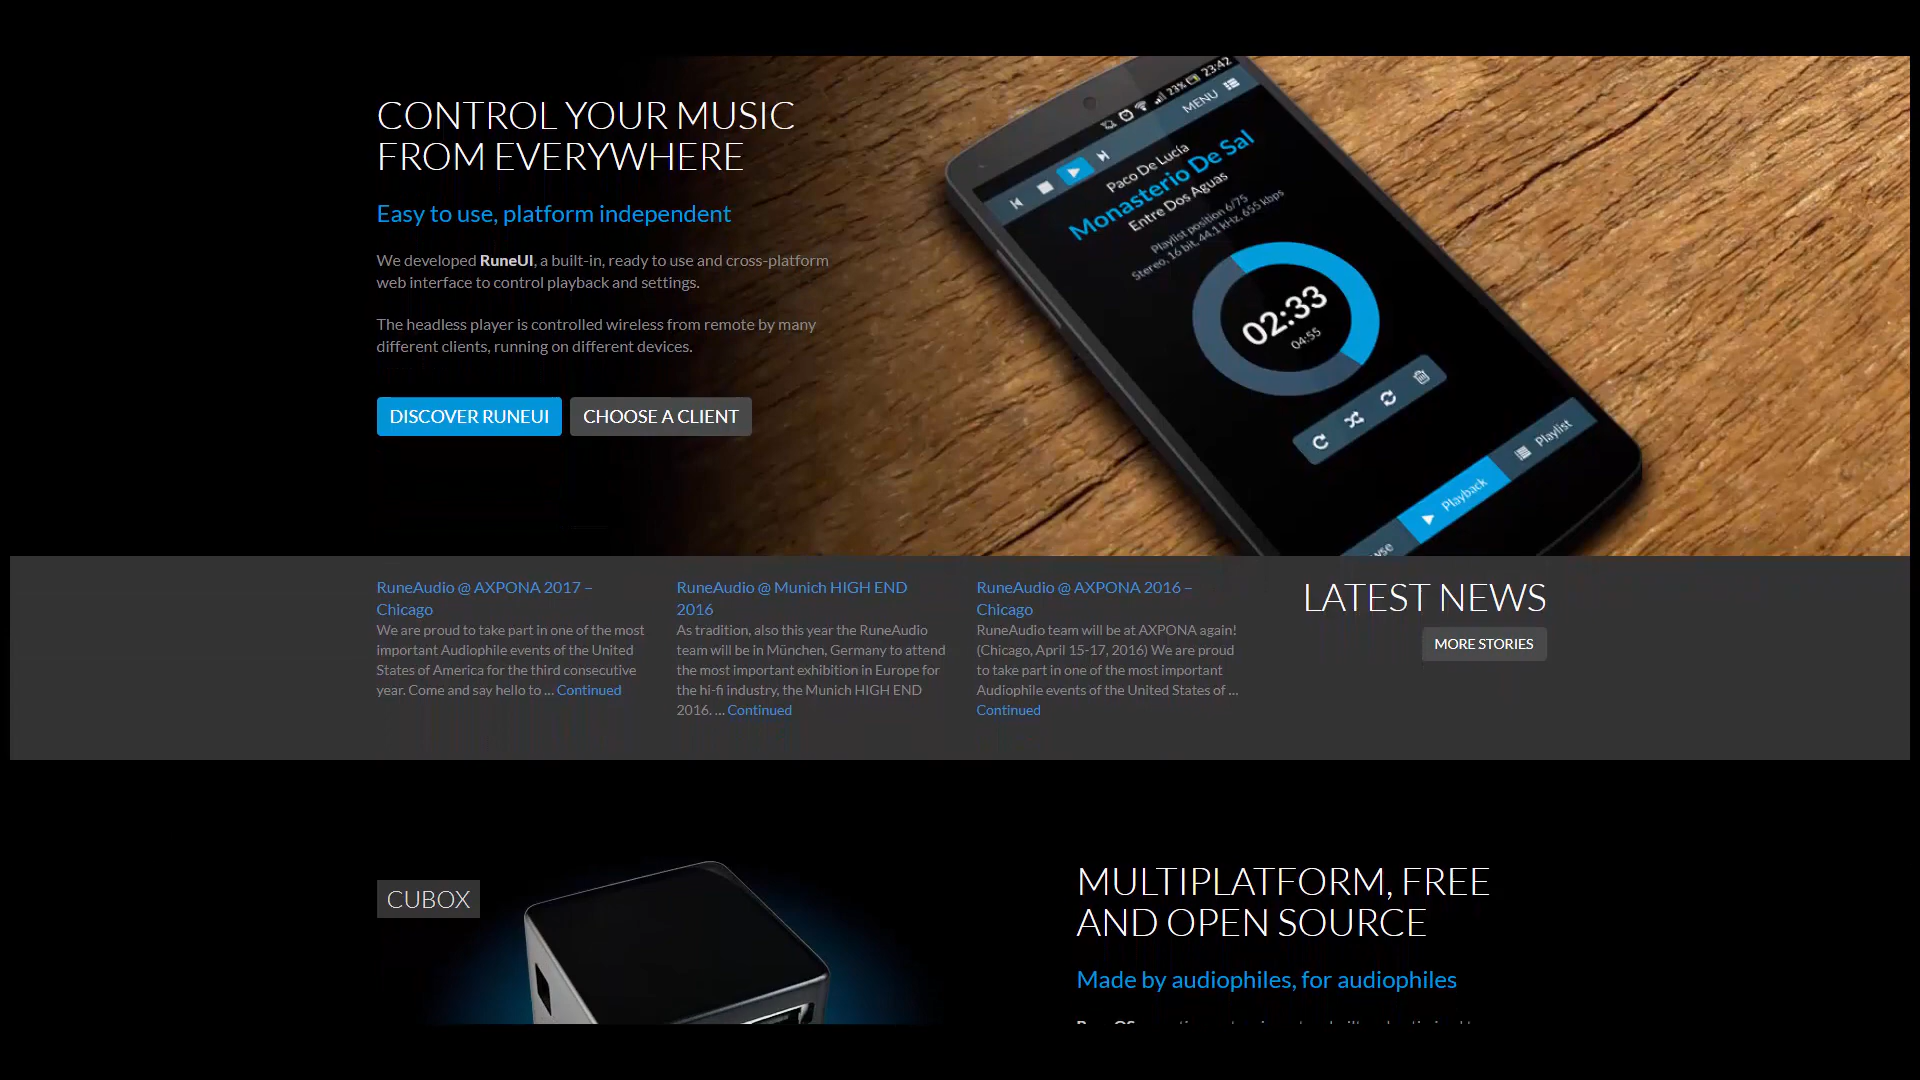 CONTROL YOUR MUSIC
FROM EVERYWHERE
Easy to use, platform independent
We developed RuneUI, a built-in, ready to use and cross-platform
web interface to control playback and settings.
The headless player is controlled wireless from remote by many
different clients, running on different devices.
DISCOVER RUNEUI
CHOOSE A CLIENT
23% 23:42
MENU
Paco De Lucía
Monasterio De Sal
Entre Dos Aguas
Playlist position 6/75
Stereo, 16 bit, 44,1 kHz, 655 kbps
02:33
04:55
Playback
Playlist
RuneAudio @ AXPONA 2017 –
Chicago
We are proud to take part in one of the most
important Audiophile events of the United
States of America for the third consecutive
year. Come and say hello to ... Continued
RuneAudio @ Munich HIGH END
2016
As tradition, also this year the RuneAudio
team will be in München, Germany to attend
the most important exhibition in Europe for
the hi-fi industry, the Munich HIGH END
2016. ... Continued
RuneAudio @ AXPONA 2016 –
Chicago
RuneAudio team will be at AXPONA again!
(Chicago, April 15-17, 2016) We are proud
to take part in one of the most important
Audiophile events of the United States of ...
Continued
LATEST NEWS
MORE STORIES
CUBOX
MULTIPLATFORM, FREE
AND OPEN SOURCE
Made by audiophiles, for audiophiles